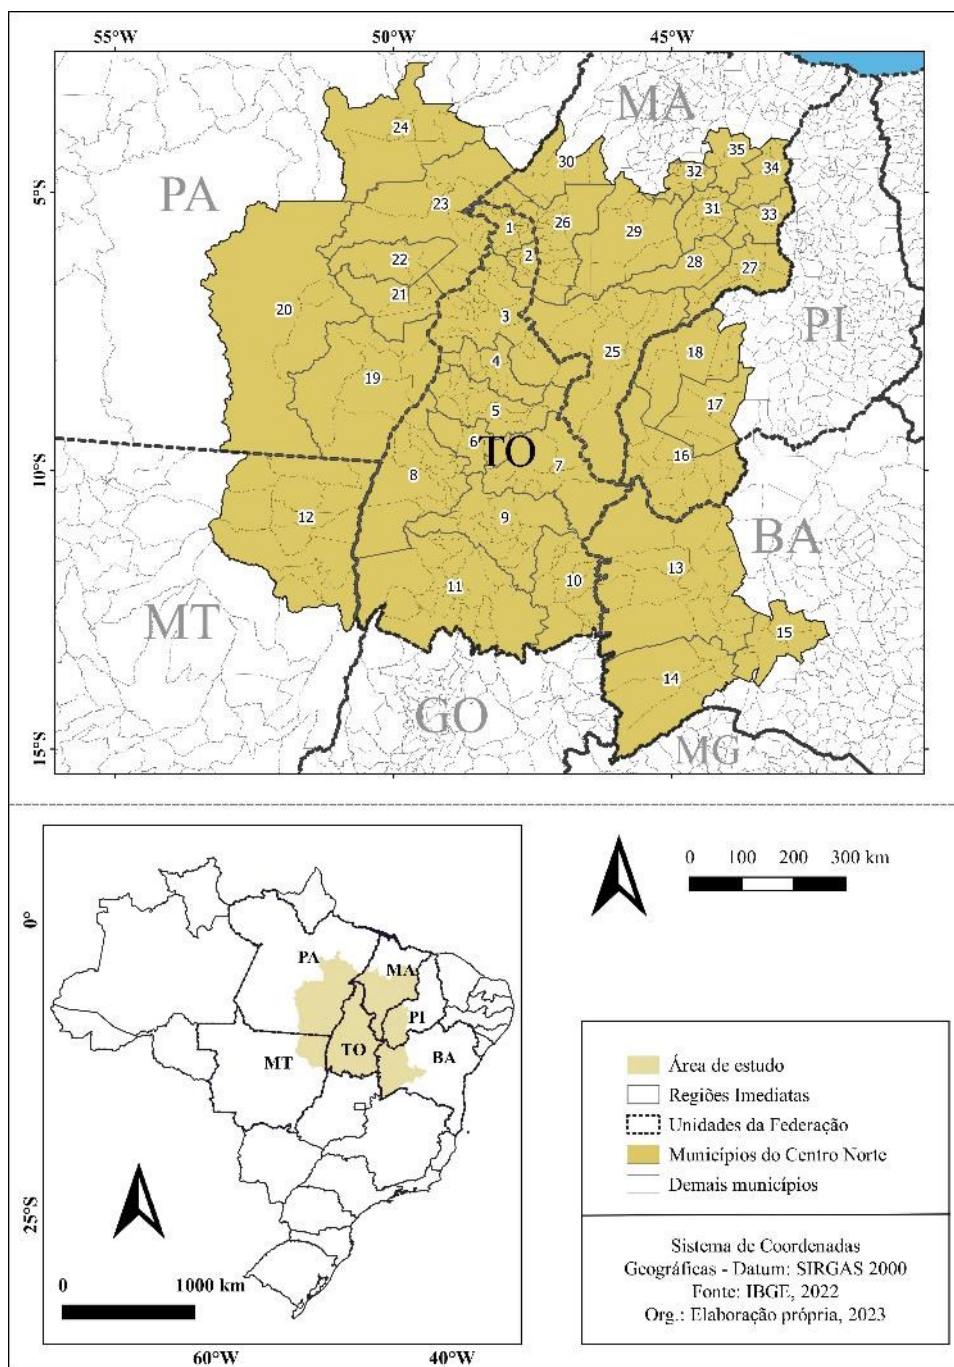 55°W 50°W 45°W
MA
24
35
30
32
34
5°S
PA
23
1
26
31
33
29
2
22
28
27
21
20
3
PI
25
18
4
19
17
5
6
TO
16
7
8
10°S
12
9
BA
13
11
10
MT
15
14
GO
MG
15°S
0 100 200 300 km
0°
PA
MA
PI
TO
MT
BA
25°S
0 1000 km
60°W 40°W
Área de estudo
Regiões Imediatas
Unidades da Federação
Municípios do Centro Norte
Demais municípios
Sistema de Coordenadas
Geográficas - Datum: SIRGAS 2000
Fonte: IBGE, 2022
Org.: Elaboração própria, 2023